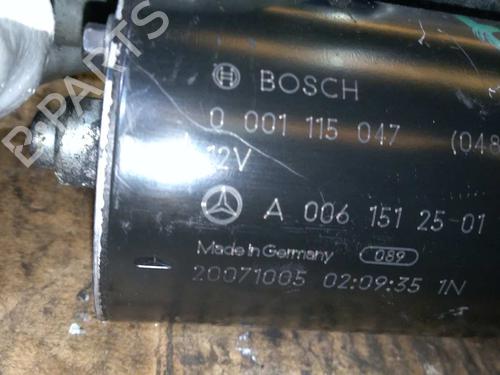 BOSCH
0 001 115 047 (048
12V
A 006 151 25-01
Made in Germany 089
20071005 02:09:35 1N